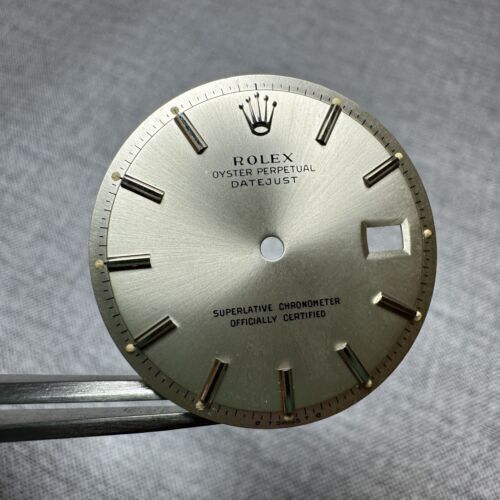 ROLEX
OYSTER PERPETUAL
DATEJUST
SUPERLATIVE CHRONOMETER
OFFICIALLY CERTIFIED